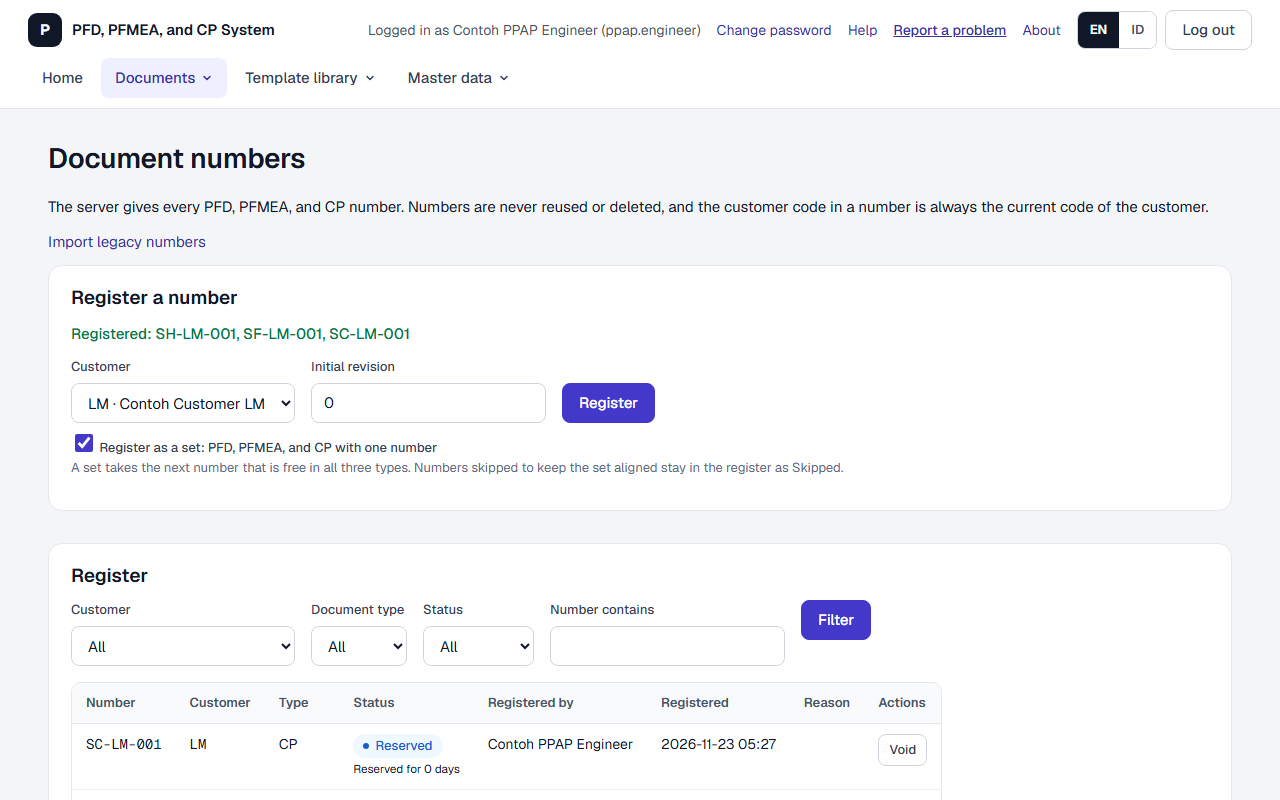 P
PFD, PFMEA, and CP System
Logged in as Contoh PPAP Engineer (ppap.engineer)
Change password
Help
Report a problem
About
EN
ID
Log out
Home
Documents
Template library
Master data
Document numbers
The server gives every PFD, PFMEA, and CP number. Numbers are never reused or deleted, and the customer code in a number is always the current code of the customer.
Import legacy numbers
Register a number
Registered: SH-LM-001, SF-LM-001, SC-LM-001
Customer
Initial revision
LM · Contoh Customer LM
0
Register
Register as a set: PFD, PFMEA, and CP with one number
A set takes the next number that is free in all three types. Numbers skipped to keep the set aligned stay in the register as Skipped.
Register
Customer
Document type
Status
Number contains
All
All
All
Filter
Number
Customer
Type
Status
Registered by
Registered
Reason
Actions
SC-LM-001
LM
CP
Reserved
Reserved for 0 days
Contoh PPAP Engineer
2026-11-23 05:27
Void